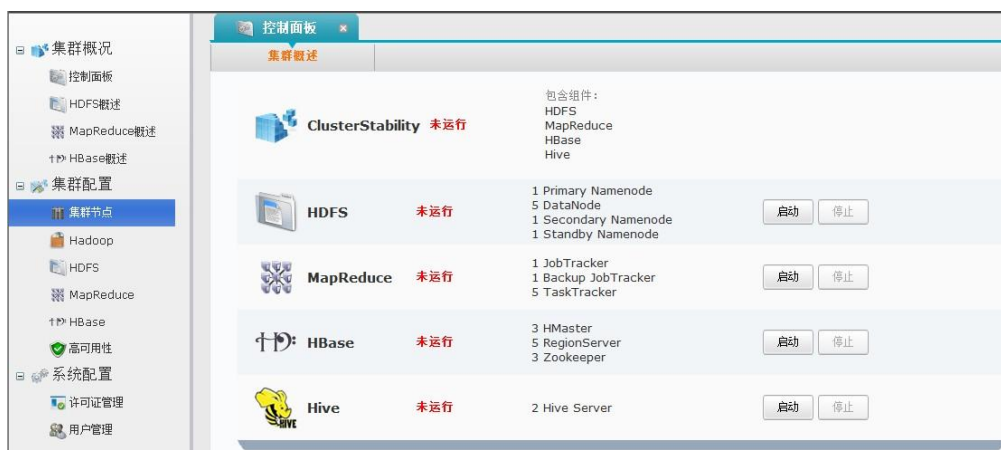 集群概况
控制面板
HDFS概述
MapReduce概述
HBase概述
集群配置
集群节点
Hadoop
HDFS
MapReduce
HBase
高可用性
系统配置
许可证管理
用户管理
控制面板
集群概述
ClusterStability 未运行
包含组件:
HDFS
MapReduce
HBase
Hive
HDFS 未运行
1 Primary Namenode
5 DataNode
1 Secondary Namenode
1 Standby Namenode
启动 停止
MapReduce 未运行
1 JobTracker
1 Backup JobTracker
5 TaskTracker
启动 停止
HBase 未运行
3 HMaster
5 RegionServer
3 Zookeeper
启动 停止
HIVE
Hive 未运行
2 Hive Server
启动 停止